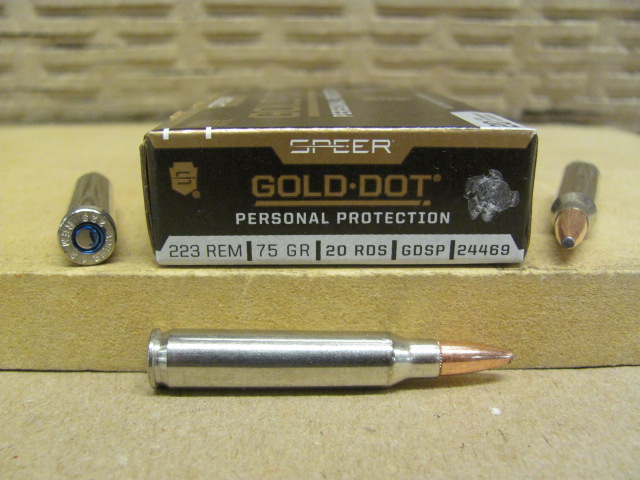 SPEER
GOLD DOT®
PERSONAL PROTECTION
223 REM | 75 GR | 20 RDS | GDSP | 24469